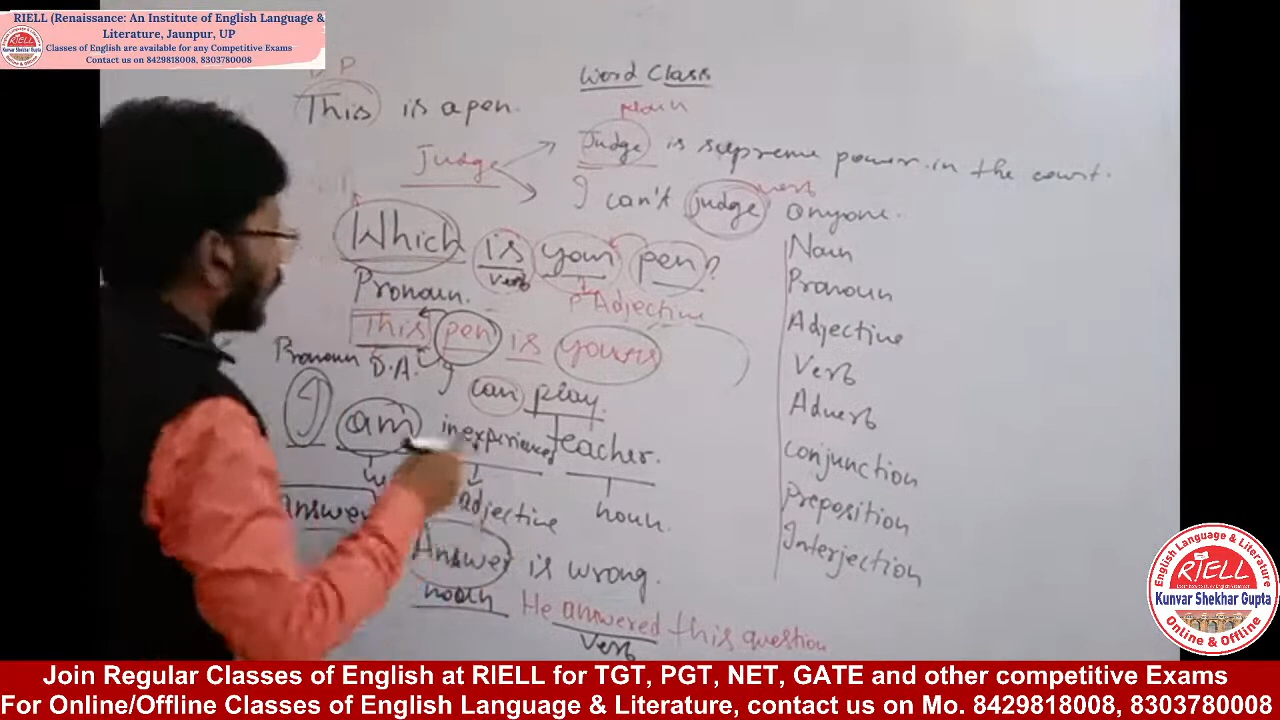 RIELL (Renaissance: An Institute of English Language &
Literature, Jaunpur, UP
Classes of English are available for any Competitive Exams
Contact us on 8429818008, 8303780008
RIELL
Kunvar Shekhar Gupta
Online & Offline
P
Word Class
This is a pen.
Noun
Judge
Judge is supreme power in the court.
verb
I can't judge anyone.
Which is your pen?
verb
Pronoun.
Adjective
This pen is yours
Pronoun D.A.
I can play.
I am inexperienced teacher.
adjective
noun.
answer
Answer is wrong.
noun
He answered this question
Verb
Noun
Pronoun
Adjective
Verb
Adverb
Conjunction
Preposition
Interjection
English Language & Literature
RIELL
Kunvar Shekhar Gupta
Online & Offline
Join Regular Classes of English at RIELL for TGT, PGT, NET, GATE and other competitive Exams
For Online/Offline Classes of English Language & Literature, contact us on Mo. 8429818008, 8303780008